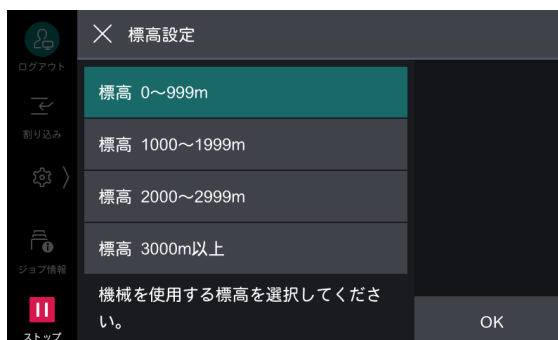 標高設定
ログアウト
標高 0～999m
割り込み
標高 1000～1999m
標高 2000～2999m
標高 3000m以上
ジョブ情報
機械を使用する標高を選択してくださ
い。
OK
ストップ